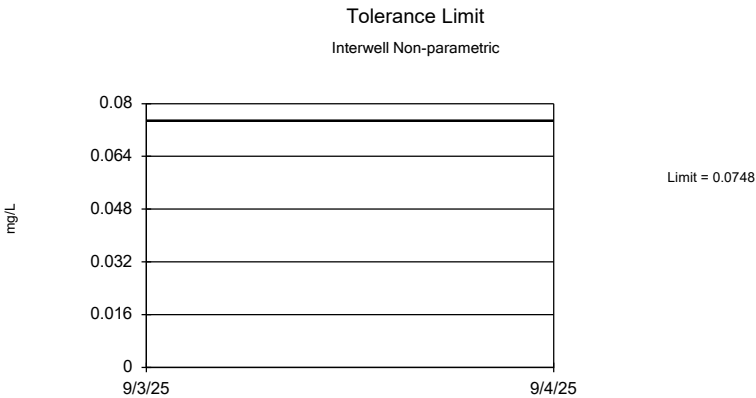 Tolerance Limit
Interwell Non-parametric
0.08
0.064
Limit = 0.0748
0.048
mg/L
0.032
0.016
0
9/3/25 9/4/25